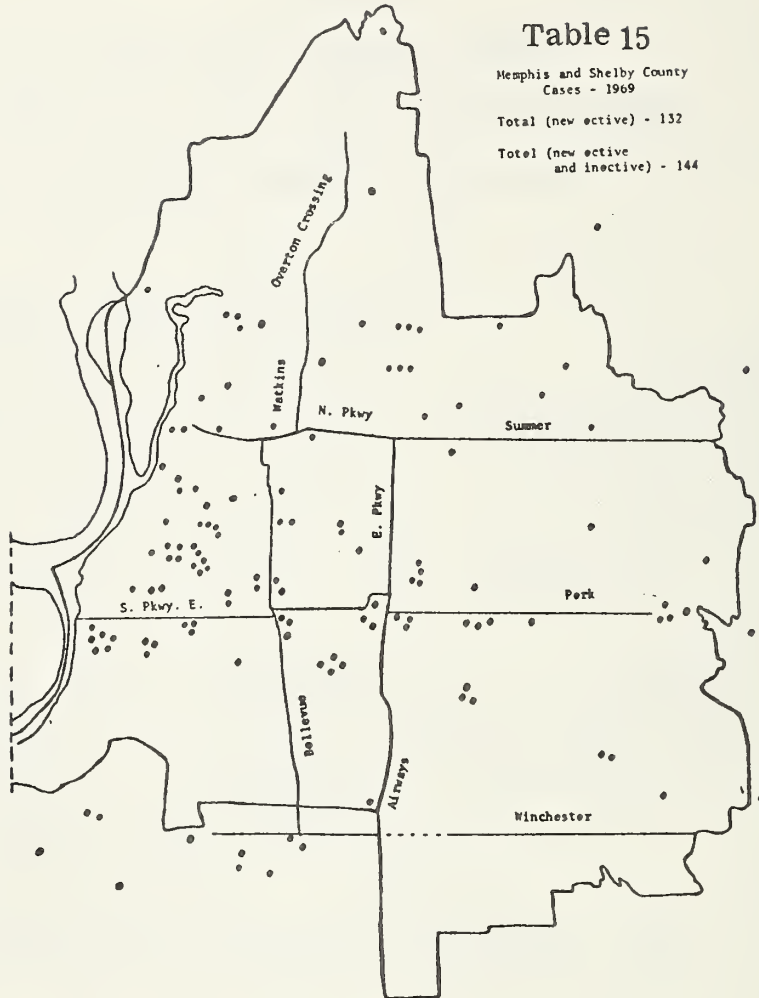 Table 15
Memphis and Shelby County
Cases - 1969
Total (new active) - 132
Total (new active
and inactive) - 144
Overton Crossing
Watkins
N. Pkwy
Summer
E. Pkwy
S. Pkwy. E.
Park
Bellevue
Airways
Winchester